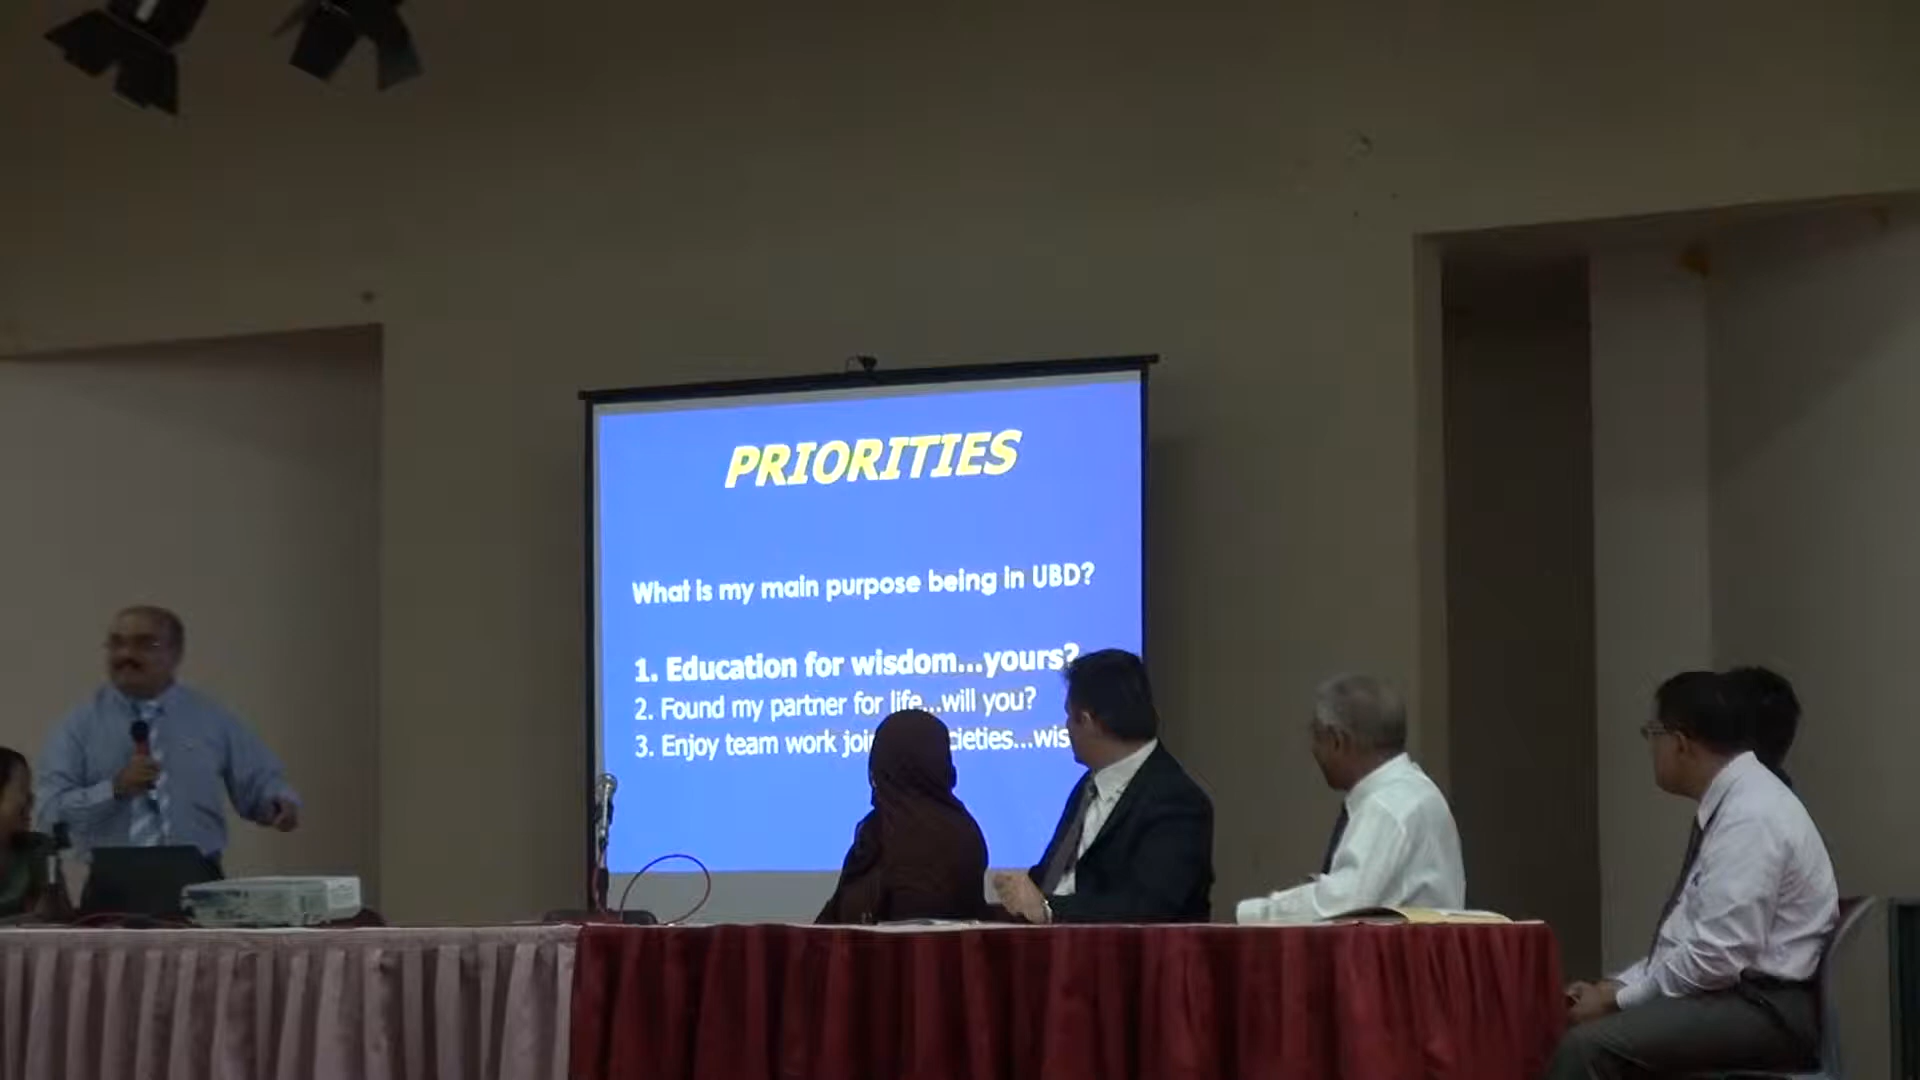 PRIORITIES
What is my main purpose being in UBD?
1. Education for wisdom...yours?
2. Found my partner for life...will you?
3. Enjoy team work